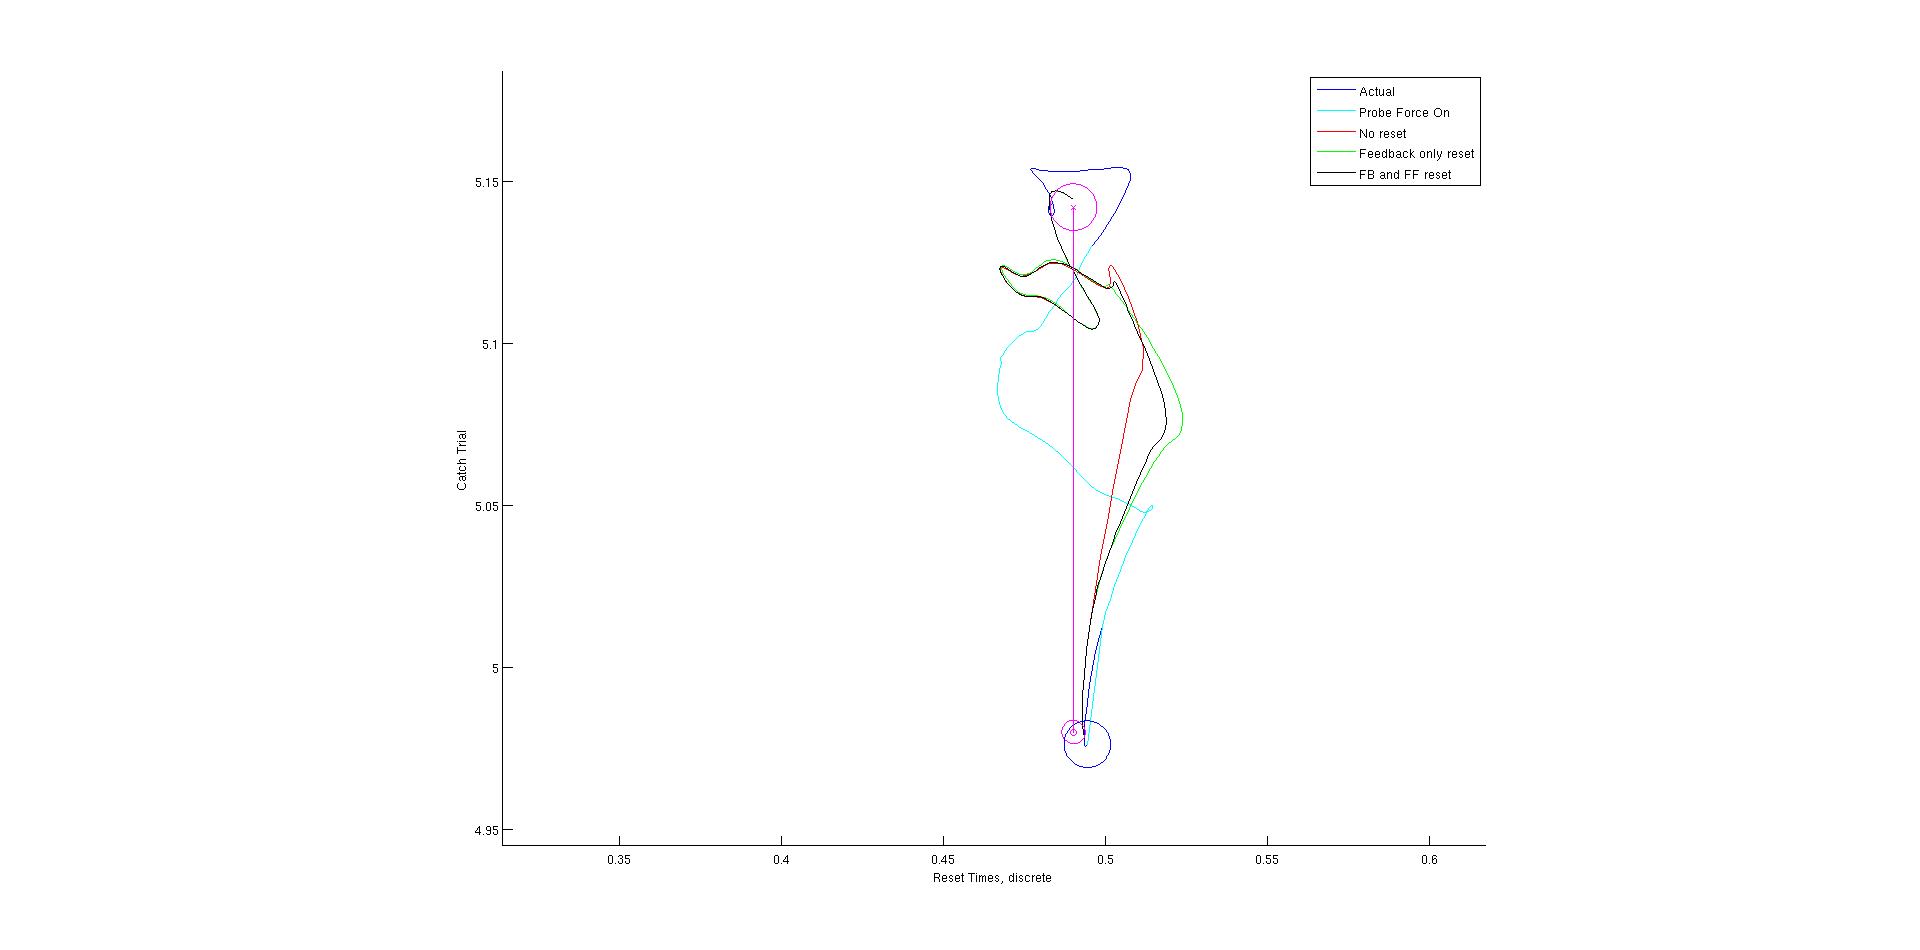 Actual
Probe Force On
No reset
Feedback only reset
FB and FF reset
5.15
5.1
5.05
5
4.95
Catch Trial
0.35 0.4 0.45 0.5 0.55 0.6
Reset Times, discrete